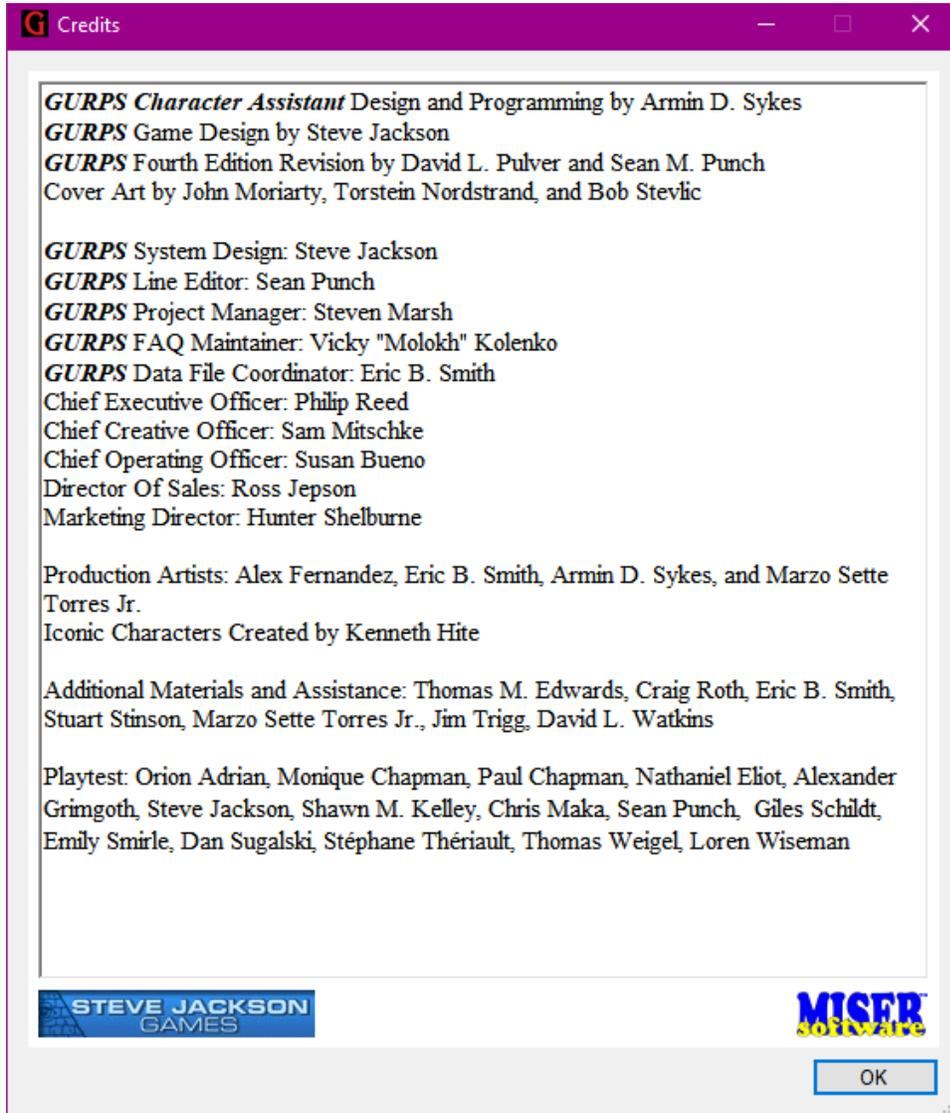 G Credits
GURPS Character Assistant Design and Programming by Armin D. Sykes
GURPS Game Design by Steve Jackson
GURPS Fourth Edition Revision by David L. Pulver and Sean M. Punch
Cover Art by John Moriarty, Torstein Nordstrand, and Bob Stevlic
GURPS System Design: Steve Jackson
GURPS Line Editor: Sean Punch
GURPS Project Manager: Steven Marsh
GURPS FAQ Maintainer: Vicky "Molokh" Kolenko
GURPS Data File Coordinator: Eric B. Smith
Chief Executive Officer: Philip Reed
Chief Creative Officer: Sam Mitschke
Chief Operating Officer: Susan Bueno
Director Of Sales: Ross Jepson
Marketing Director: Hunter Shelburne
Production Artists: Alex Fernandez, Eric B. Smith, Armin D. Sykes, and Marzo Sette
Torres Jr.
Iconic Characters Created by Kenneth Hite
Additional Materials and Assistance: Thomas M. Edwards, Craig Roth, Eric B. Smith,
Stuart Stinson, Marzo Sette Torres Jr., Jim Trigg, David L. Watkins
Playtest: Orion Adrian, Monique Chapman, Paul Chapman, Nathaniel Eliot, Alexander
Grimgoth, Steve Jackson, Shawn M. Kelley, Chris Maka, Sean Punch,  Giles Schildt,
Emily Smirle, Dan Sugalski, Stéphane Thériault, Thomas Weigel, Loren Wiseman
STEVE JACKSON
GAMES
MISER
software
OK